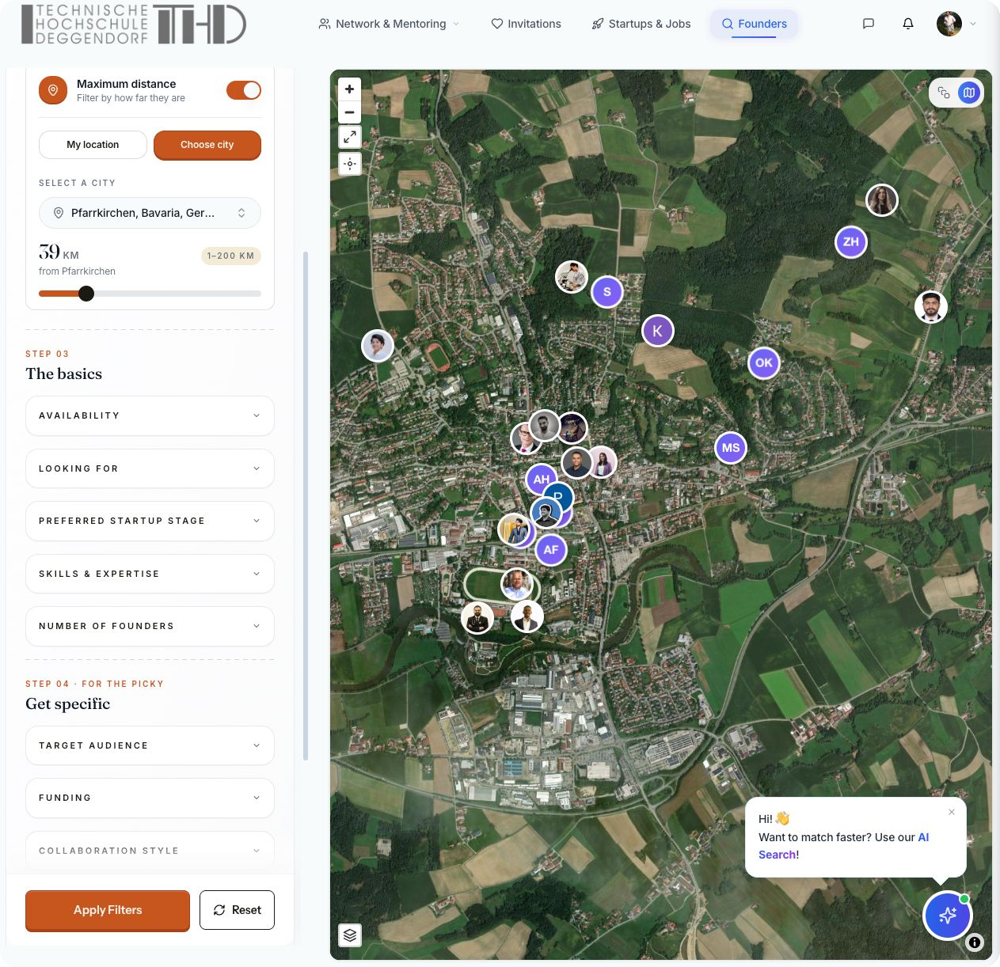 TECHNISCHE
HOCHSCHULE
DEGGENDORF
THD
Network & Mentoring
Invitations
Startups & Jobs
Founders
Maximum distance
Filter by how far they are
My location
Choose city
SELECT A CITY
Pfarrkirchen, Bavaria, Ger...
39 KM
1–200 KM
from Pfarrkirchen
STEP 03
The basics
AVAILABILITY
LOOKING FOR
PREFERRED STARTUP STAGE
SKILLS & EXPERTISE
NUMBER OF FOUNDERS
STEP 04 · FOR THE PICKY
Get specific
TARGET AUDIENCE
FUNDING
COLLABORATION STYLE
Apply Filters
Reset
ZH
S
K
OK
MS
AH
AF
Hi! 👋
Want to match faster? Use our AI
Search!